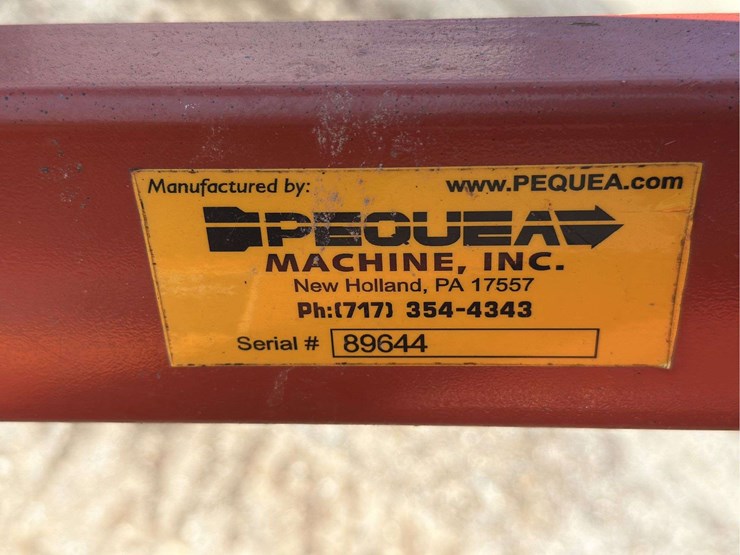 Manufactured by: www.PEQUEA.com
PEQUEA
MACHINE, INC.
New Holland, PA 17557
Ph:(717) 354-4343
Serial # 89644